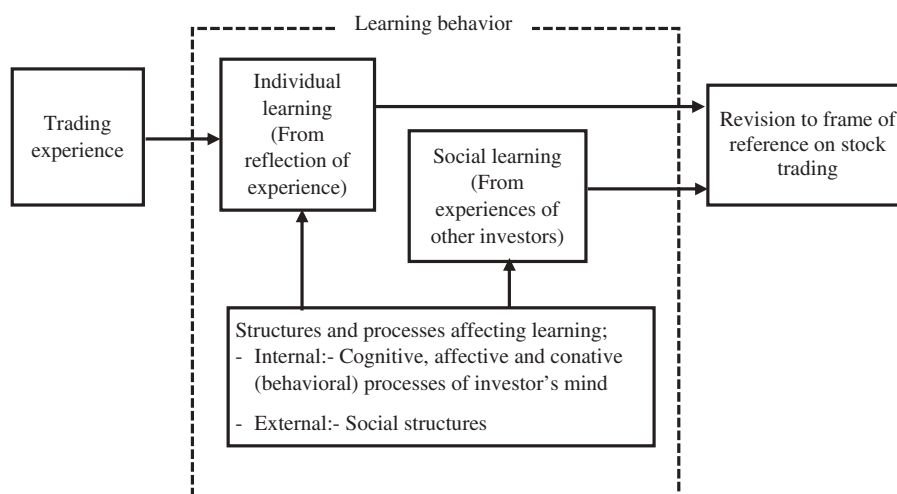 Learning behavior
Trading
experience
Individual
learning
(From
reflection of
experience)
Social learning
(From
experiences of
other investors)
Revision to frame of
reference on stock
trading
Structures and processes affecting learning;
- Internal:- Cognitive, affective and conative
(behavioral) processes of investor’s mind
- External:- Social structures